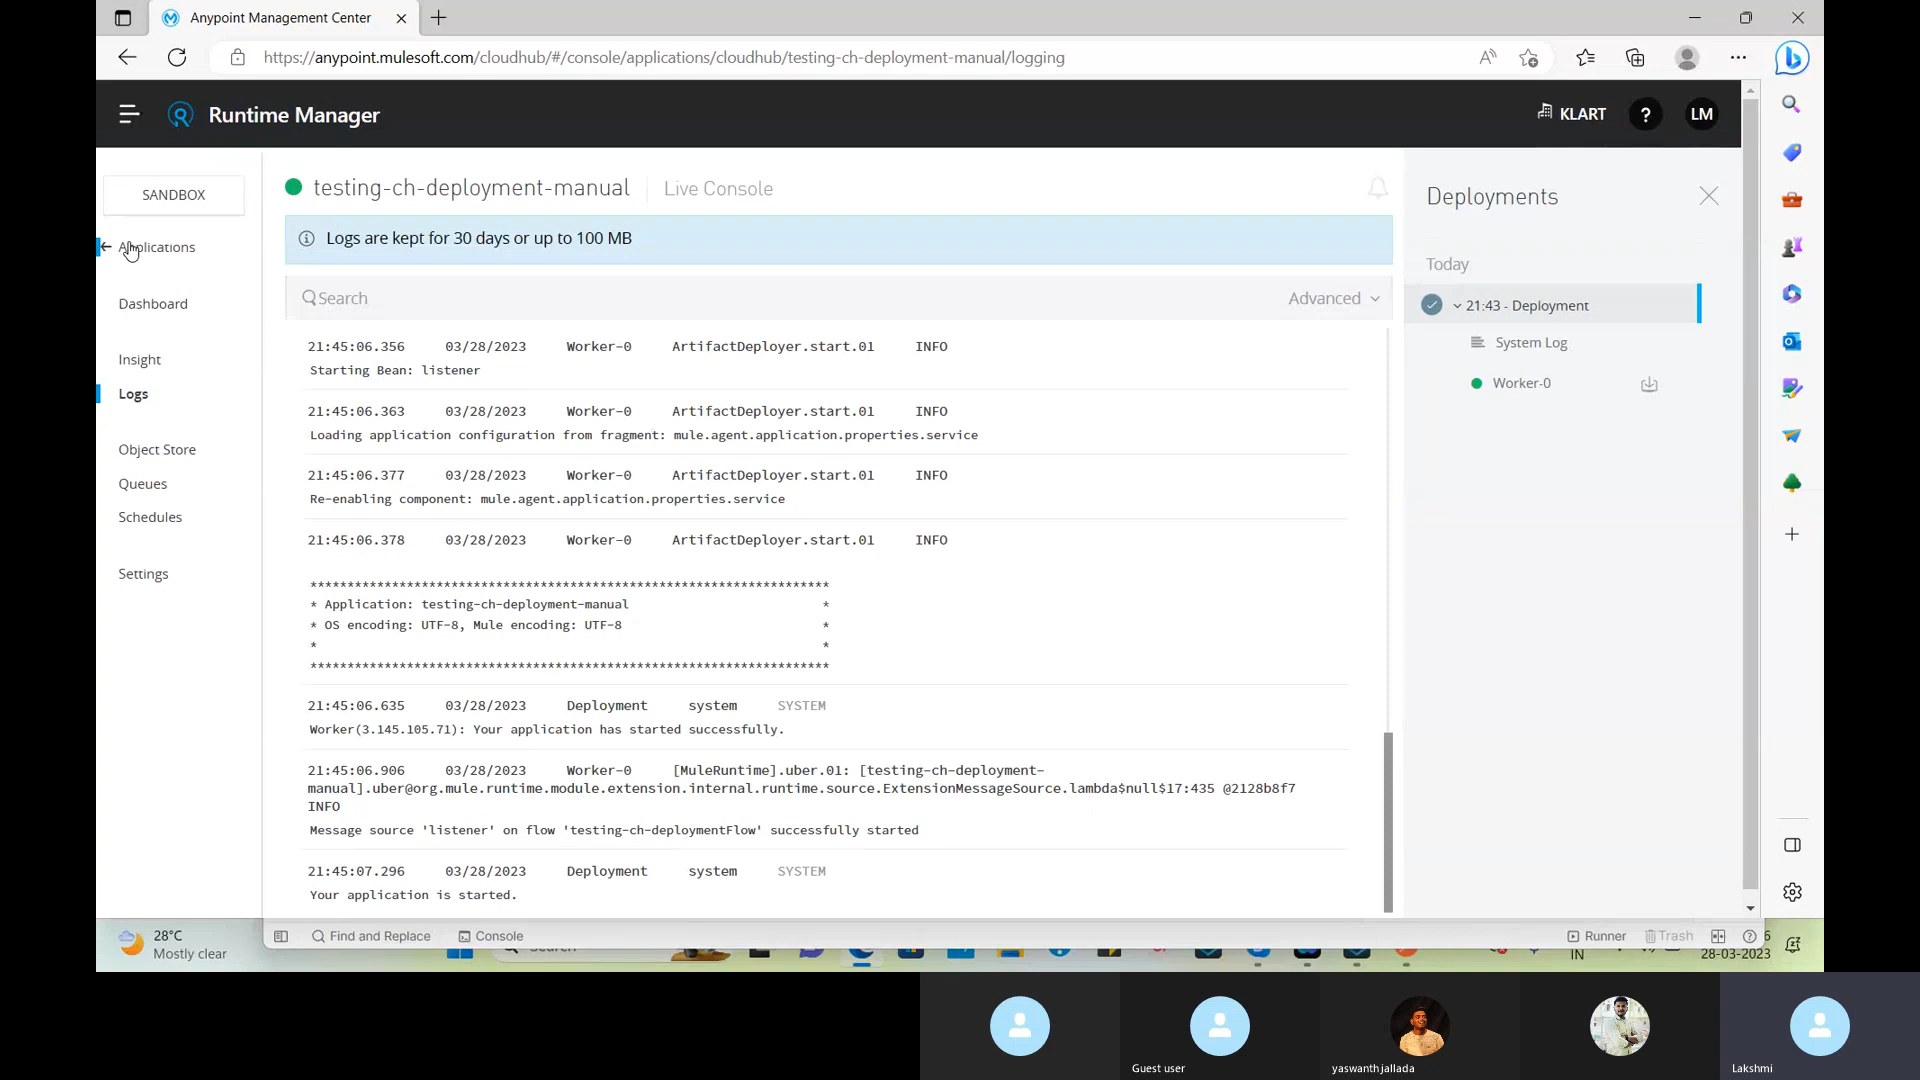 Anypoint Management Center
https://anypoint.mulesoft.com/cloudhub/#/console/applications/cloudhub/testing-ch-deployment-manual/logging
Runtime Manager
KLART
?
LM
SANDBOX
Applications
Dashboard
Insight
Logs
Object Store
Queues
Schedules
Settings
testing-ch-deployment-manual
Live Console
Logs are kept for 30 days or up to 100 MB
Search
Advanced
21:45:06.356 03/28/2023 Worker-0 ArtifactDeployer.start.01 INFO
Starting Bean: listener
21:45:06.363 03/28/2023 Worker-0 ArtifactDeployer.start.01 INFO
Loading application configuration from fragment: mule.agent.application.properties.service
21:45:06.377 03/28/2023 Worker-0 ArtifactDeployer.start.01 INFO
Re-enabling component: mule.agent.application.properties.service
21:45:06.378 03/28/2023 Worker-0 ArtifactDeployer.start.01 INFO
**********************************************************************
* Application: testing-ch-deployment-manual *
* OS encoding: UTF-8, Mule encoding: UTF-8 *
* *
**********************************************************************
21:45:06.635 03/28/2023 Deployment system SYSTEM
Worker(3.145.105.71): Your application has started successfully.
21:45:06.906 03/28/2023 Worker-0 [MuleRuntime].uber.01: [testing-ch-deployment-
manual].uber@org.mule.runtime.module.extension.internal.runtime.source.ExtensionMessageSource.lambda$null$17:435 @2128b8f7
INFO
Message source 'listener' on flow 'testing-ch-deploymentFlow' successfully started
21:45:07.296 03/28/2023 Deployment system SYSTEM
Your application is started.
Deployments
Today
21:43 - Deployment
System Log
Worker-0
28°C
Mostly clear
Find and Replace
Console
Search
Runner
Trash
IN
28-03-2023
Guest user
yaswanth jallada
Lakshmi